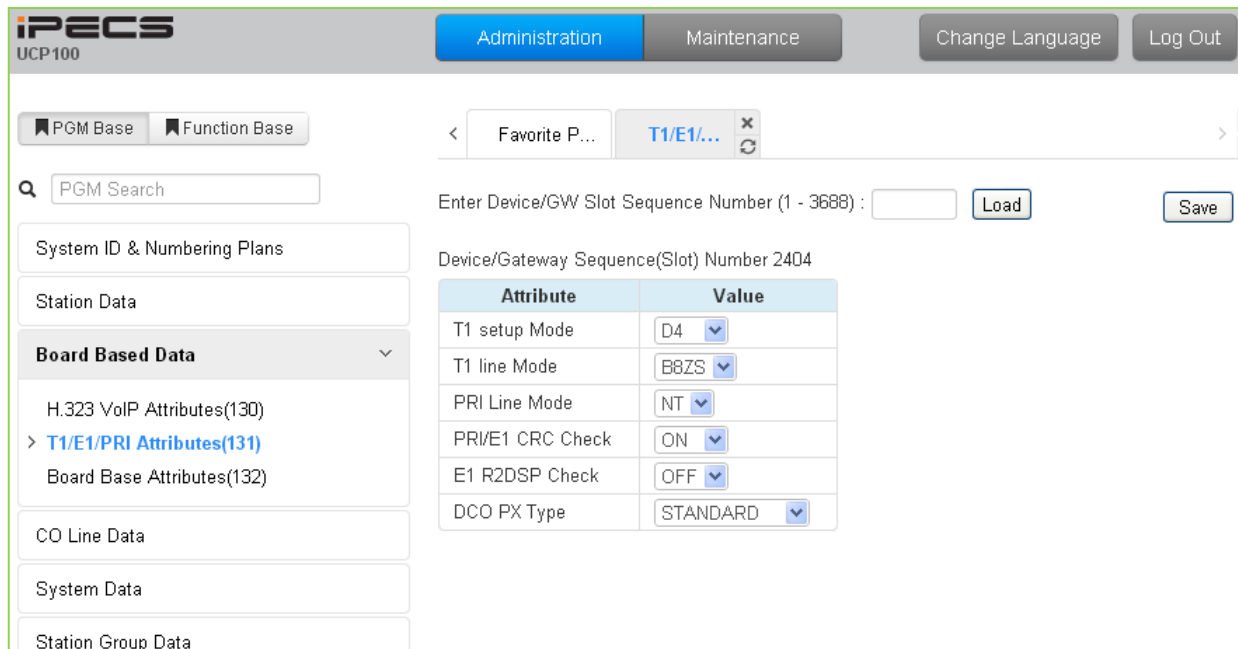 iPECS
UCP100
Administration
Maintenance
Change Language
Log Out
PGM Base
Function Base
PGM Search
System ID & Numbering Plans
Station Data
Board Based Data
H.323 VoIP Attributes(130)
> T1/E1/PRI Attributes(131)
Board Base Attributes(132)
CO Line Data
System Data
Station Group Data
< Favorite P...
T1/E1/...
>
Enter Device/GW Slot Sequence Number (1 - 3688) :
Load
Save
Device/Gateway Sequence(Slot) Number 2404
Attribute Value
T1 setup Mode D4
T1 line Mode B8ZS
PRI Line Mode NT
PRI/E1 CRC Check ON
E1 R2DSP Check OFF
DCO PX Type STANDARD